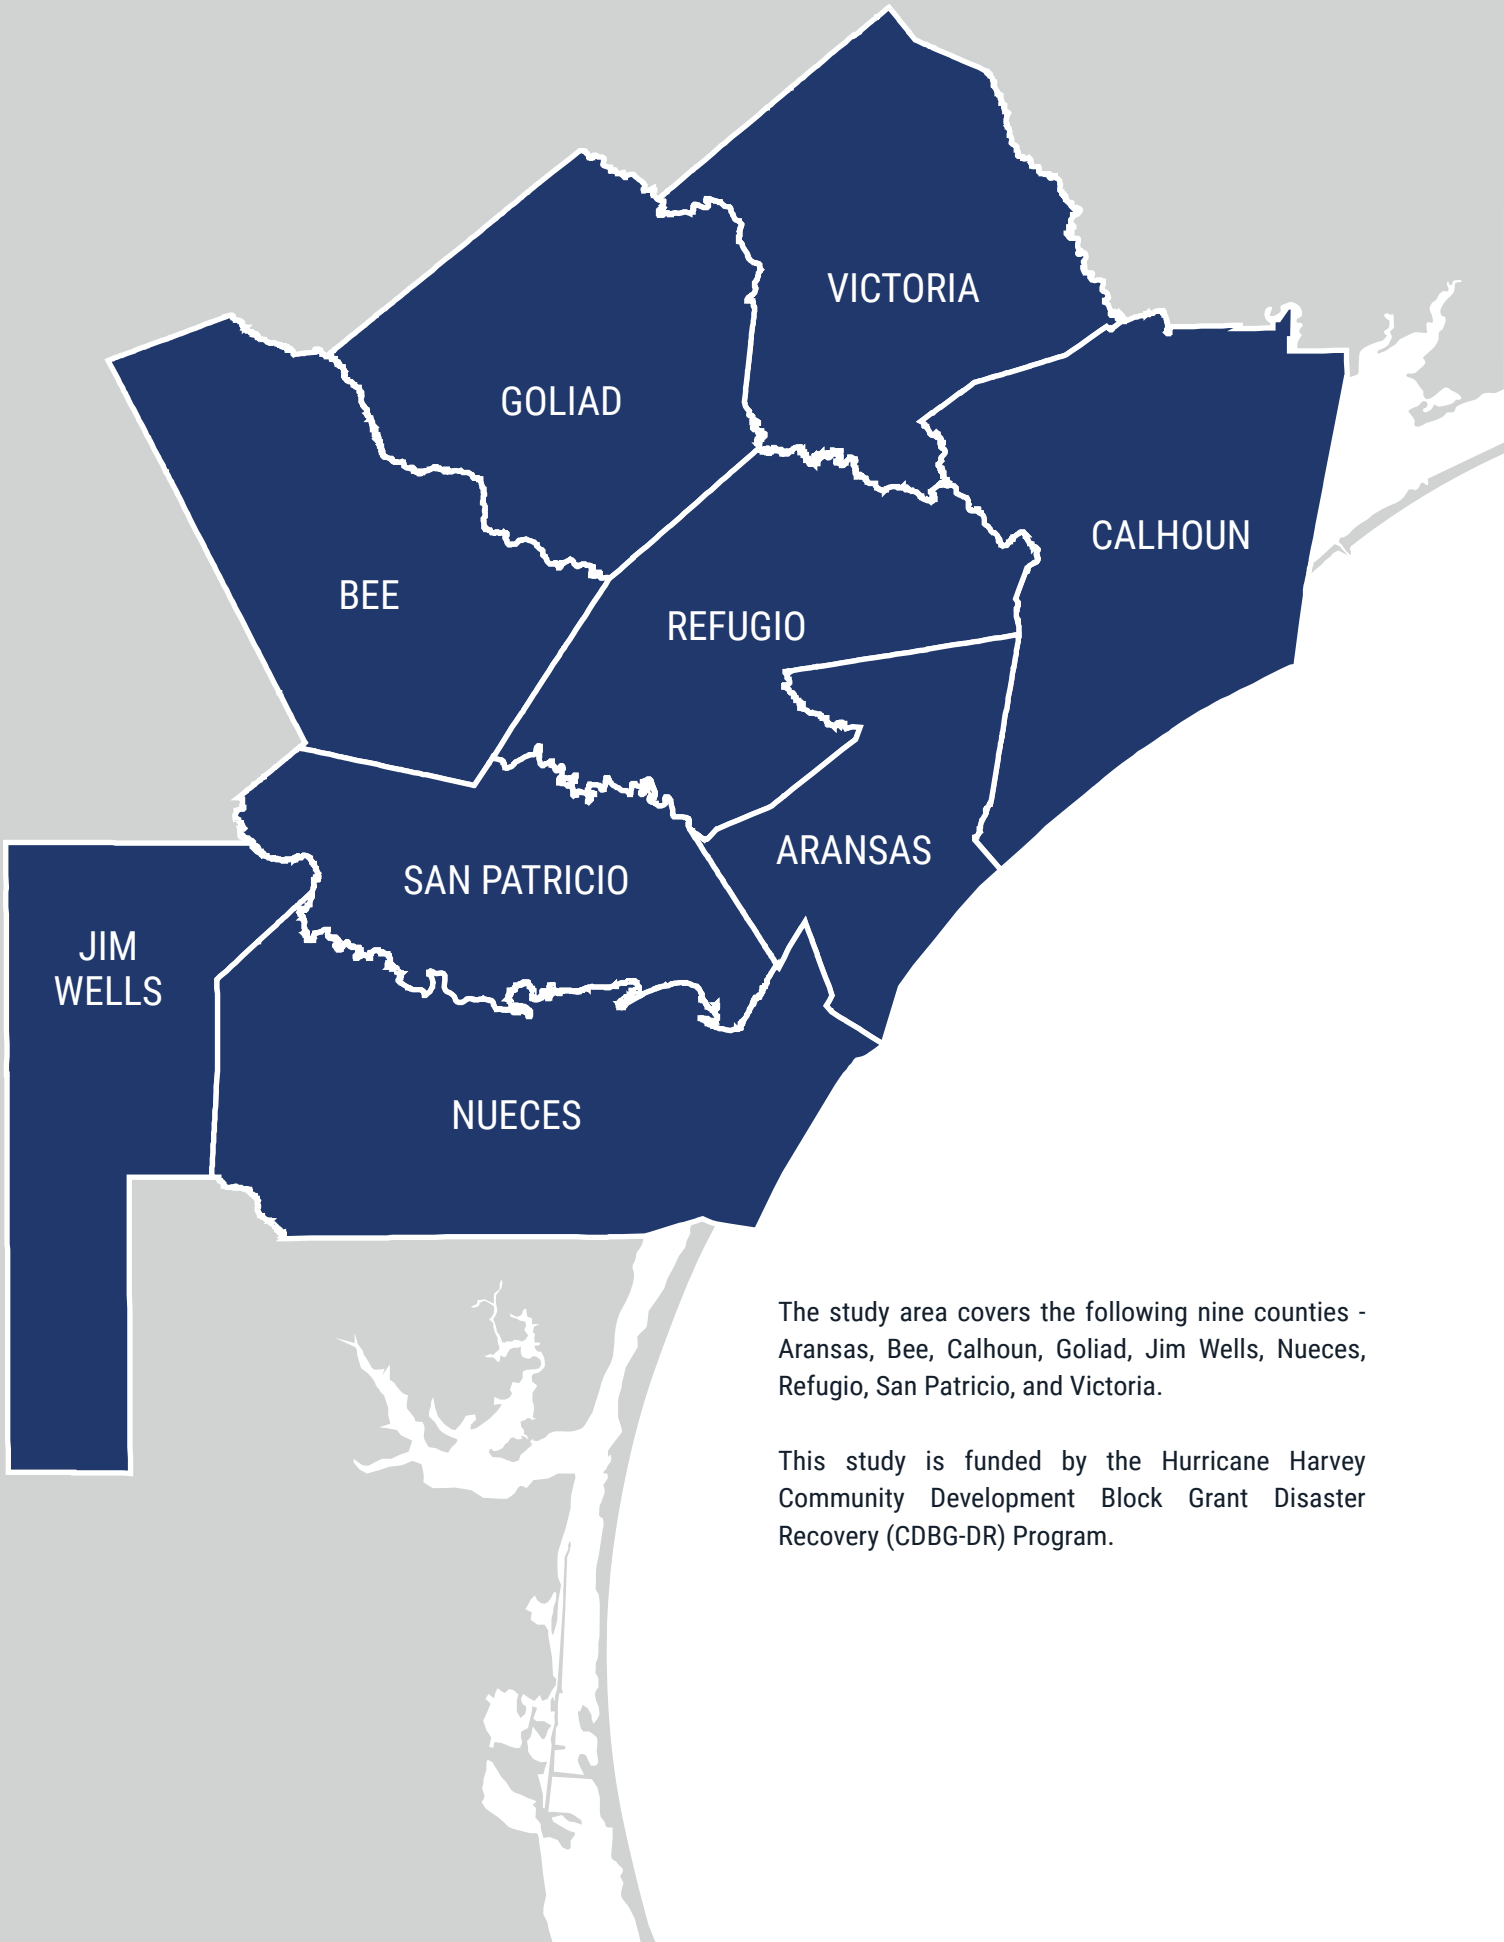 VICTORIA
GOLIAD
CALHOUN
BEE
REFUGIO
ARANSAS
SAN PATRICIO
JIM
WELLS
NUECES
The study area covers the following nine counties -
Aransas, Bee, Calhoun, Goliad, Jim Wells, Nueces,
Refugio, San Patricio, and Victoria.
This study is funded by the Hurricane Harvey
Community Development Block Grant Disaster
Recovery (CDBG-DR) Program.